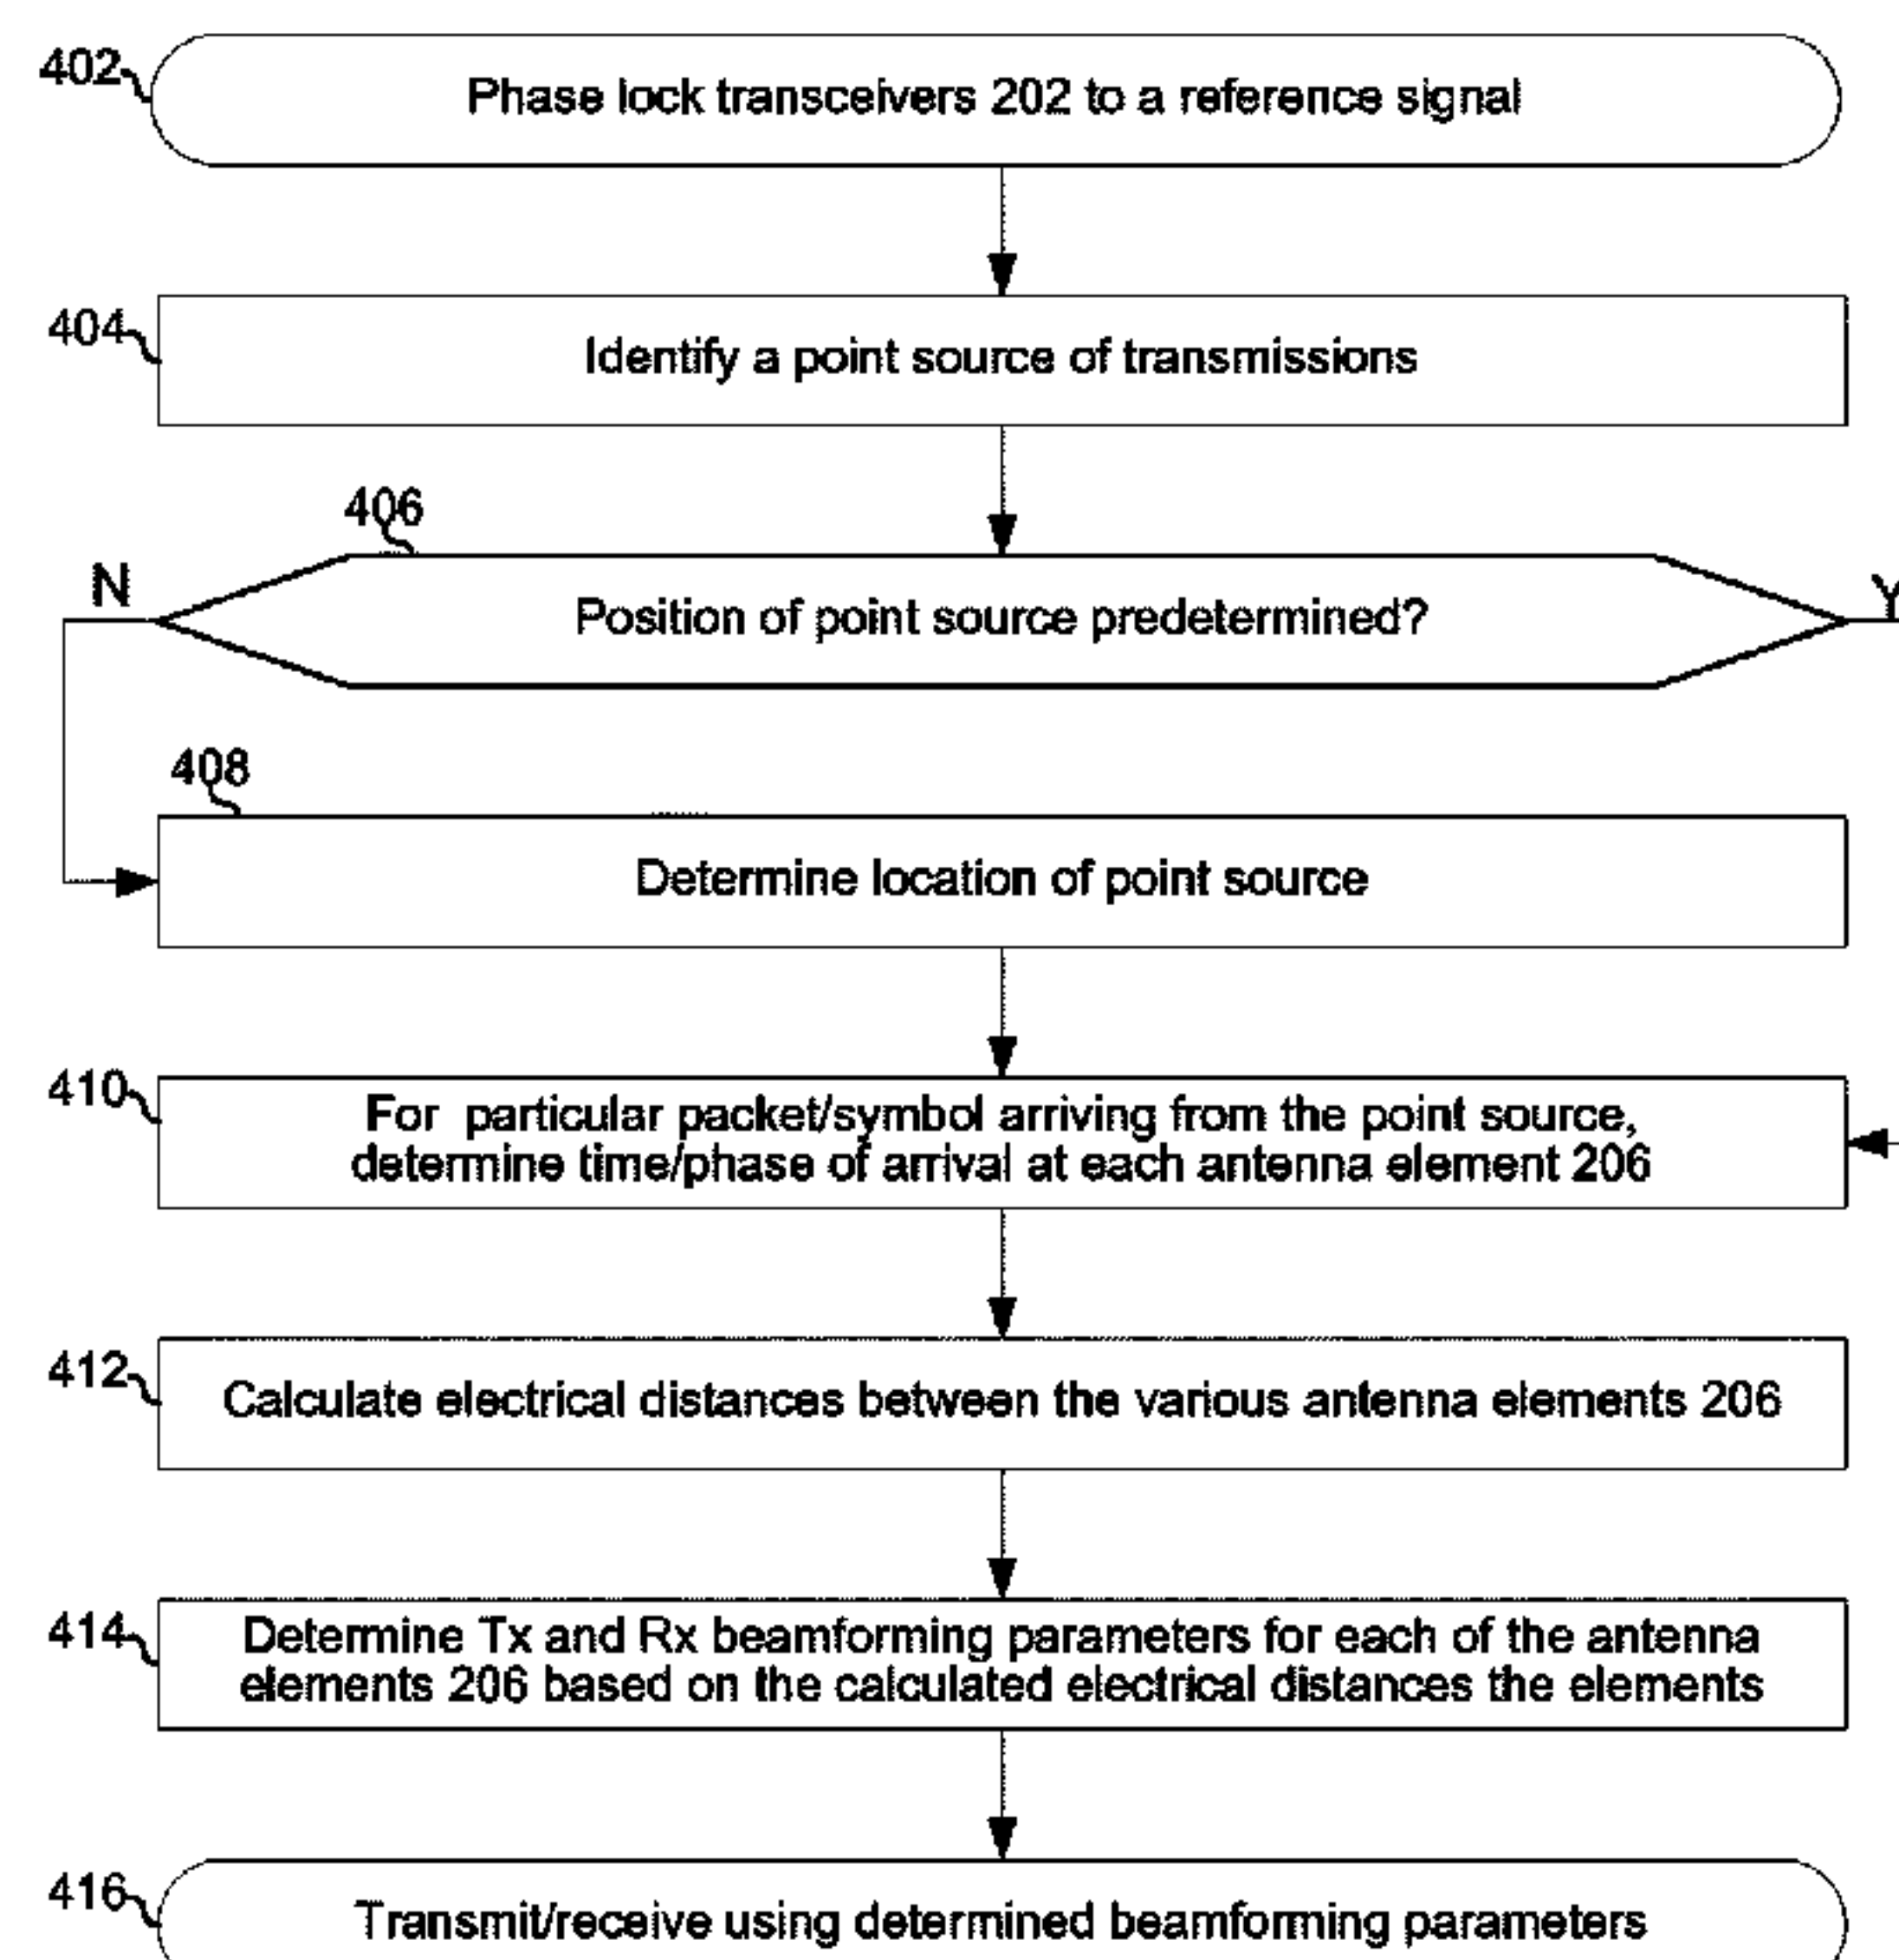 402
Phase lock transceivers 202 to a reference signal
404
Identify a point source of transmissions
406
N
Position of point source predetermined?
Y
408
Determine location of point source
410
For particular packet/symbol arriving from the point source,
determine time/phase of arrival at each antenna element 206
412
Calculate electrical distances between the various antenna elements 206
414
Determine Tx and Rx beamforming parameters for each of the antenna
elements 206 based on the calculated electrical distances the elements
416
Transmit/receive using determined beamforming parameters